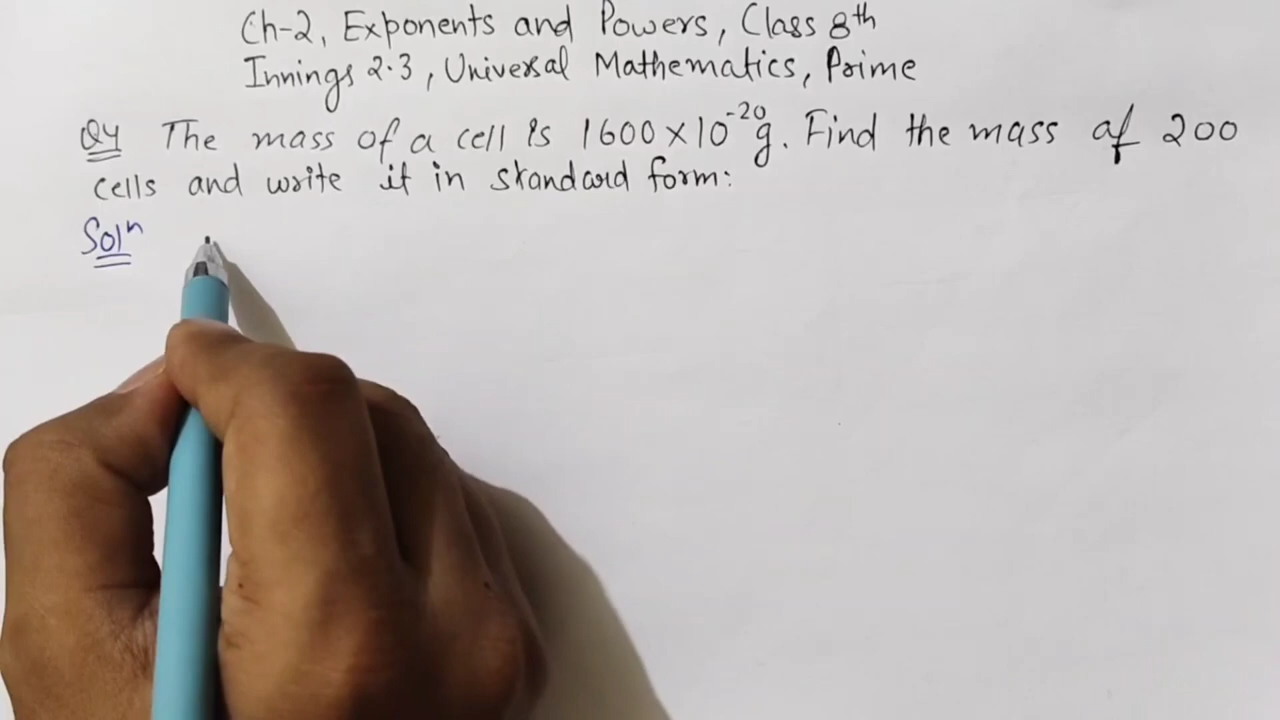 Ch-2, Exponents and Powers, Class 8th
Innings 2.3, Universal Mathematics, Prime
Q4 The mass of a cell is 1600×10⁻²⁰g. Find the mass of 200
cells and write it in standard form:
Solⁿ